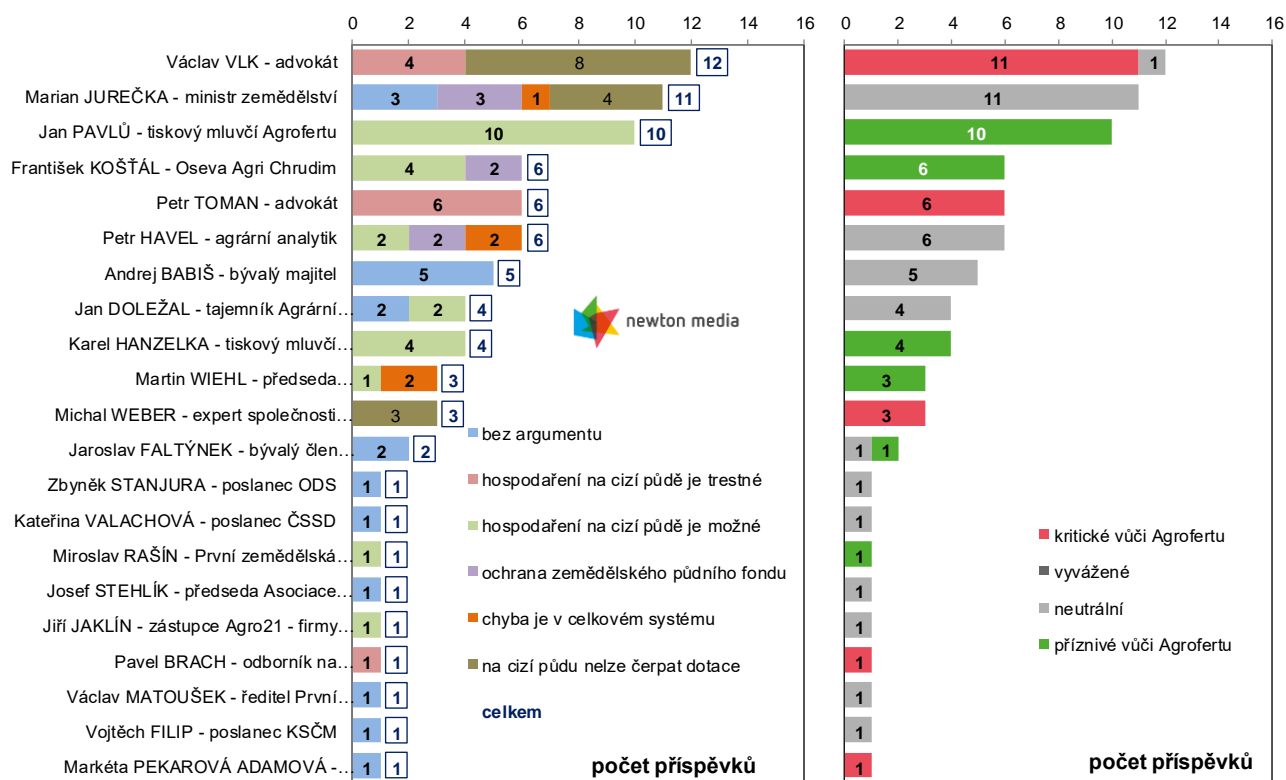 0 2 4 6 8 10 12 14 16 0 2 4 6 8 10 12 14 16
Václav VLK - advokát 4 8 12 11 1
Marian JUREČKA - ministr zemědělství 3 3 1 4 11 11
Jan PAVLŮ - tiskový mluvčí Agrofertu 10 10 10
František KOŠŤÁL - Oseva Agri Chrudim 4 2 6 6
Petr TOMAN - advokát 6 6 6
Petr HAVEL - agrární analytik 2 2 2 6 6
Andrej BABIŠ - bývalý majitel 5 5 5
Jan DOLEŽAL - tajemník Agrární… 2 2 4 4
newton media
Karel HANZELKA - tiskový mluvčí… 4 4 4
Martin WIEHL - předseda… 1 2 3 3
Michal WEBER - expert společnosti… 3 3 3
bez argumentu
Jaroslav FALTÝNEK - bývalý člen… 2 2 1 1
Zbyněk STANJURA - poslanec ODS 1 1 1
hospodaření na cizí půdě je trestné
Kateřina VALACHOVÁ - poslanec ČSSD 1 1 1
hospodaření na cizí půdě je možné
kritické vůči Agrofertu
Miroslav RAŠÍN - První zemědělská… 1 1 1
ochrana zemědělského půdního fondu
vyvážené
Josef STEHLÍK - předseda Asociace… 1 1 1
neutrální
chyba je v celkovém systému
Jiří JAKLÍN - zástupce Agro21 - firmy… 1 1 1
příznivé vůči Agrofertu
Pavel BRACH - odborník na… 1 1 1
na cizí půdu nelze čerpat dotace
Václav MATOUŠEK - ředitel První… 1 1 1
celkem
Vojtěch FILIP - poslanec KSČM 1 1 1
Markéta PEKAROVÁ ADAMOVÁ -… 1 1 1
počet příspěvků počet příspěvků